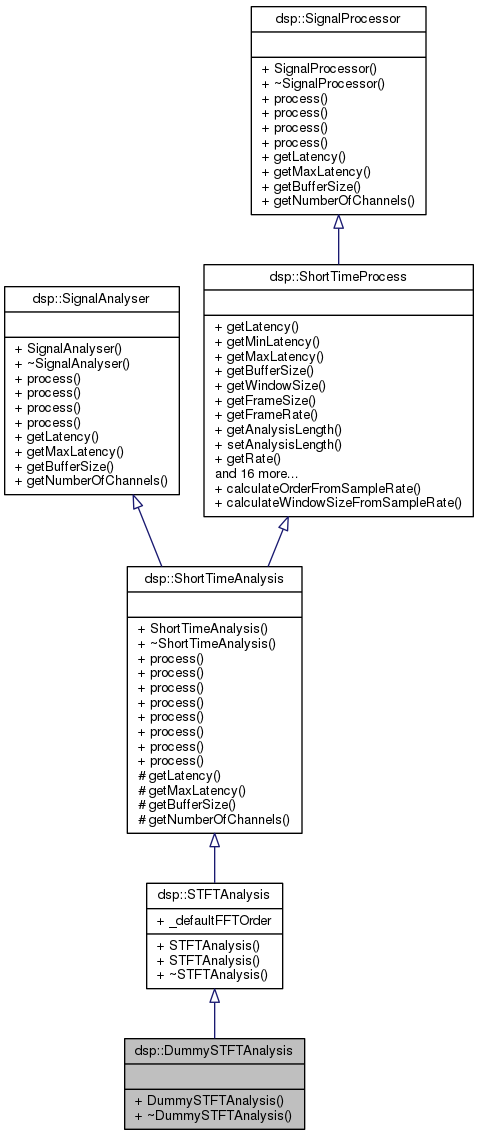 dsp::SignalProcessor
+ SignalProcessor()
+ ~SignalProcessor()
+ process()
+ process()
+ process()
+ process()
+ getLatency()
+ getMaxLatency()
+ getBufferSize()
+ getNumberOfChannels()
dsp::SignalAnalyser
+ SignalAnalyser()
+ ~SignalAnalyser()
+ process()
+ process()
+ process()
+ process()
+ getLatency()
+ getMaxLatency()
+ getBufferSize()
+ getNumberOfChannels()
dsp::ShortTimeProcess
+ getLatency()
+ getMinLatency()
+ getMaxLatency()
+ getBufferSize()
+ getWindowSize()
+ getFrameSize()
+ getFrameRate()
+ getAnalysisLength()
+ setAnalysisLength()
+ getRate()
and 16 more...
+ calculateOrderFromSampleRate()
+ calculateWindowSizeFromSampleRate()
dsp::ShortTimeAnalysis
+ ShortTimeAnalysis()
+ ~ShortTimeAnalysis()
+ process()
+ process()
+ process()
+ process()
+ process()
+ process()
+ process()
+ process()
# getLatency()
# getMaxLatency()
# getBufferSize()
# getNumberOfChannels()
dsp::STFTAnalysis
+ _defaultFFTOrder
+ STFTAnalysis()
+ STFTAnalysis()
+ ~STFTAnalysis()
dsp::DummySTFTAnalysis
+ DummySTFTAnalysis()
+ ~DummySTFTAnalysis()